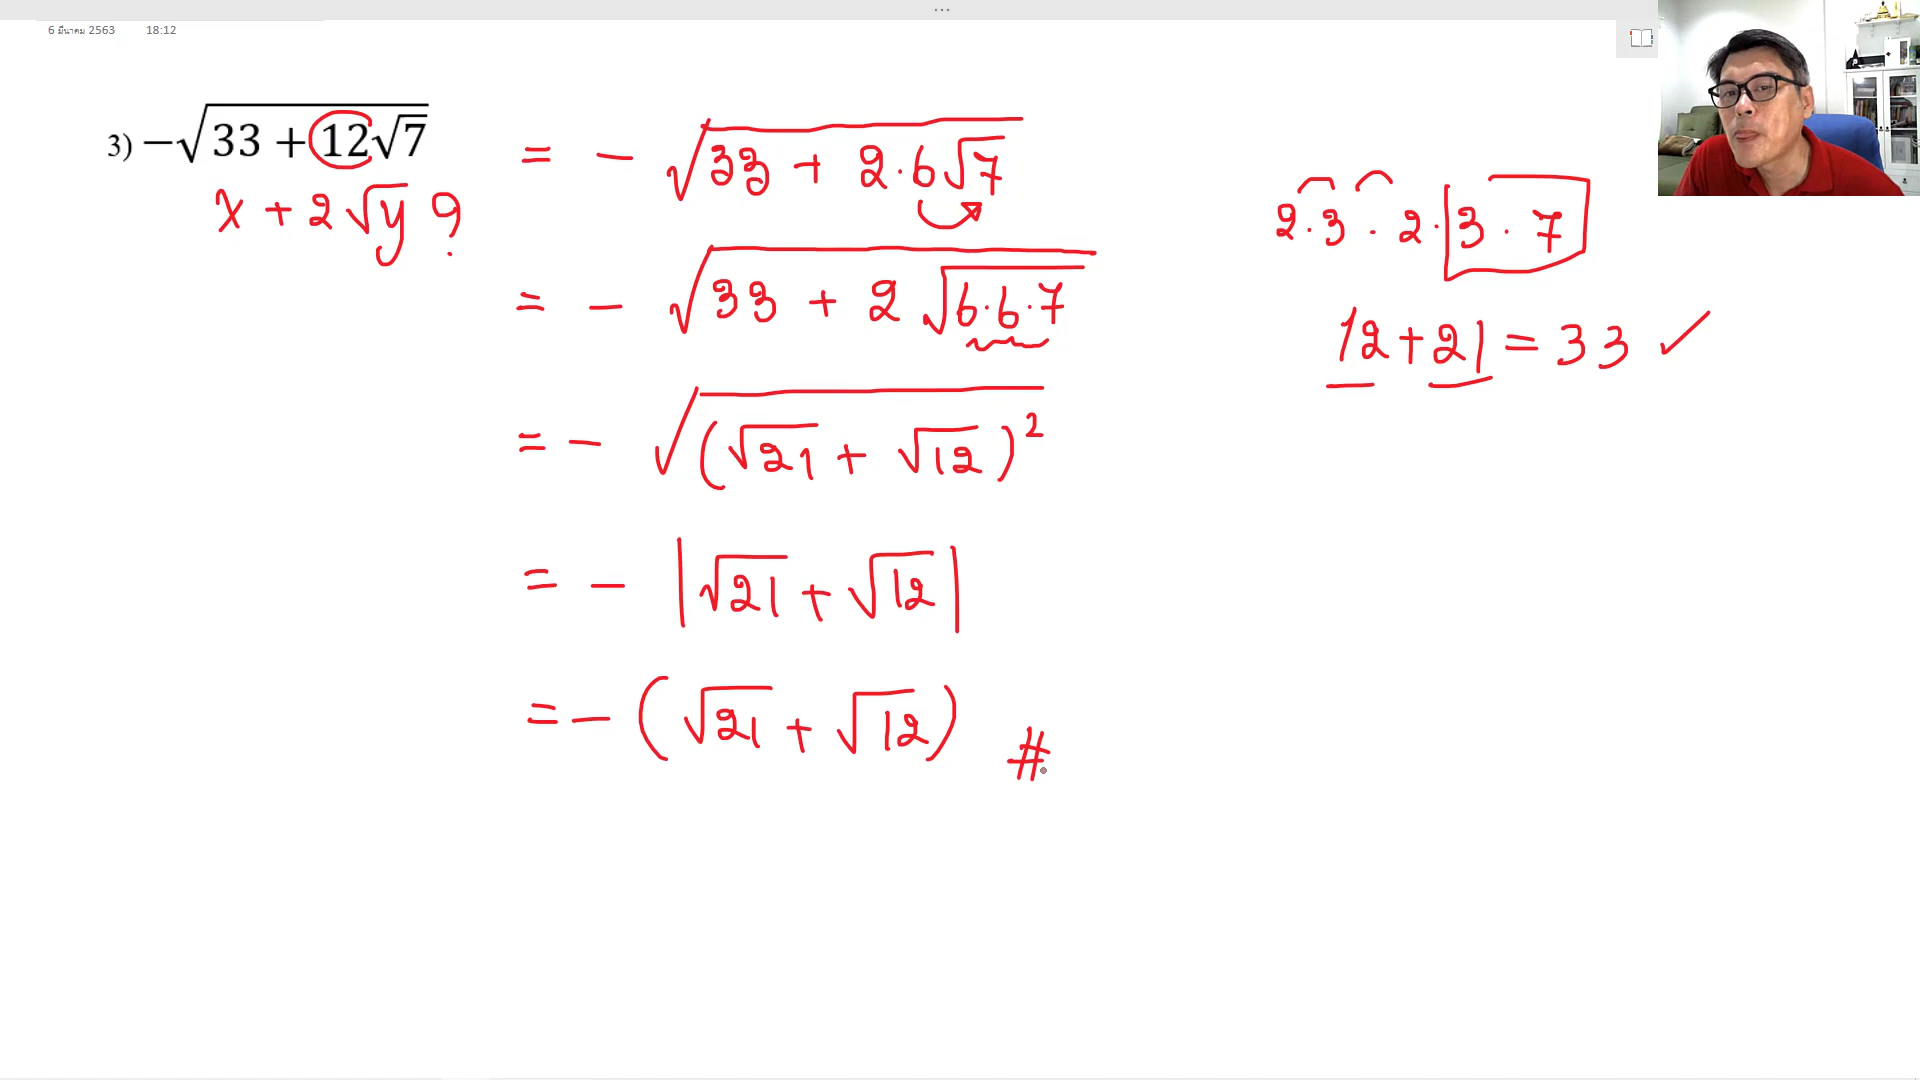 6 มีนาคม 2563 18:12
3) −√(33 + 12√7) = − √(33 + 2·6√7)
x + 2√y ?
= − √(33 + 2√(6·6·7))
= − √((√21 + √12)²)
= − |√21 + √12|
= − (√21 + √12) #
2·3 · 2·3 · 7
12 + 21 = 33 ✓